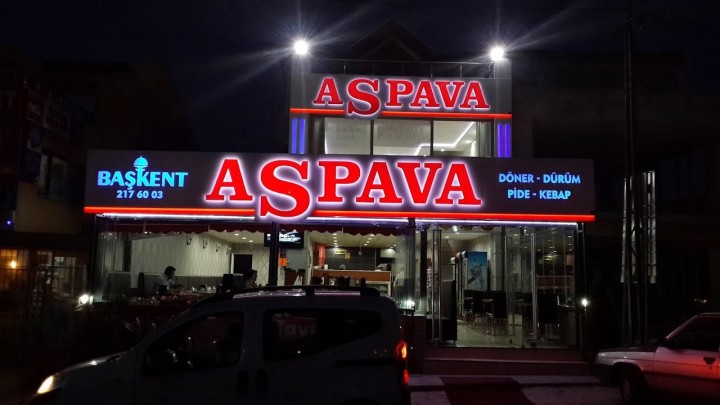 ASPAVA
BAŞKENT
217 60 03
ASPAVA
DÖNER - DÜRÜM
PİDE - KEBAP